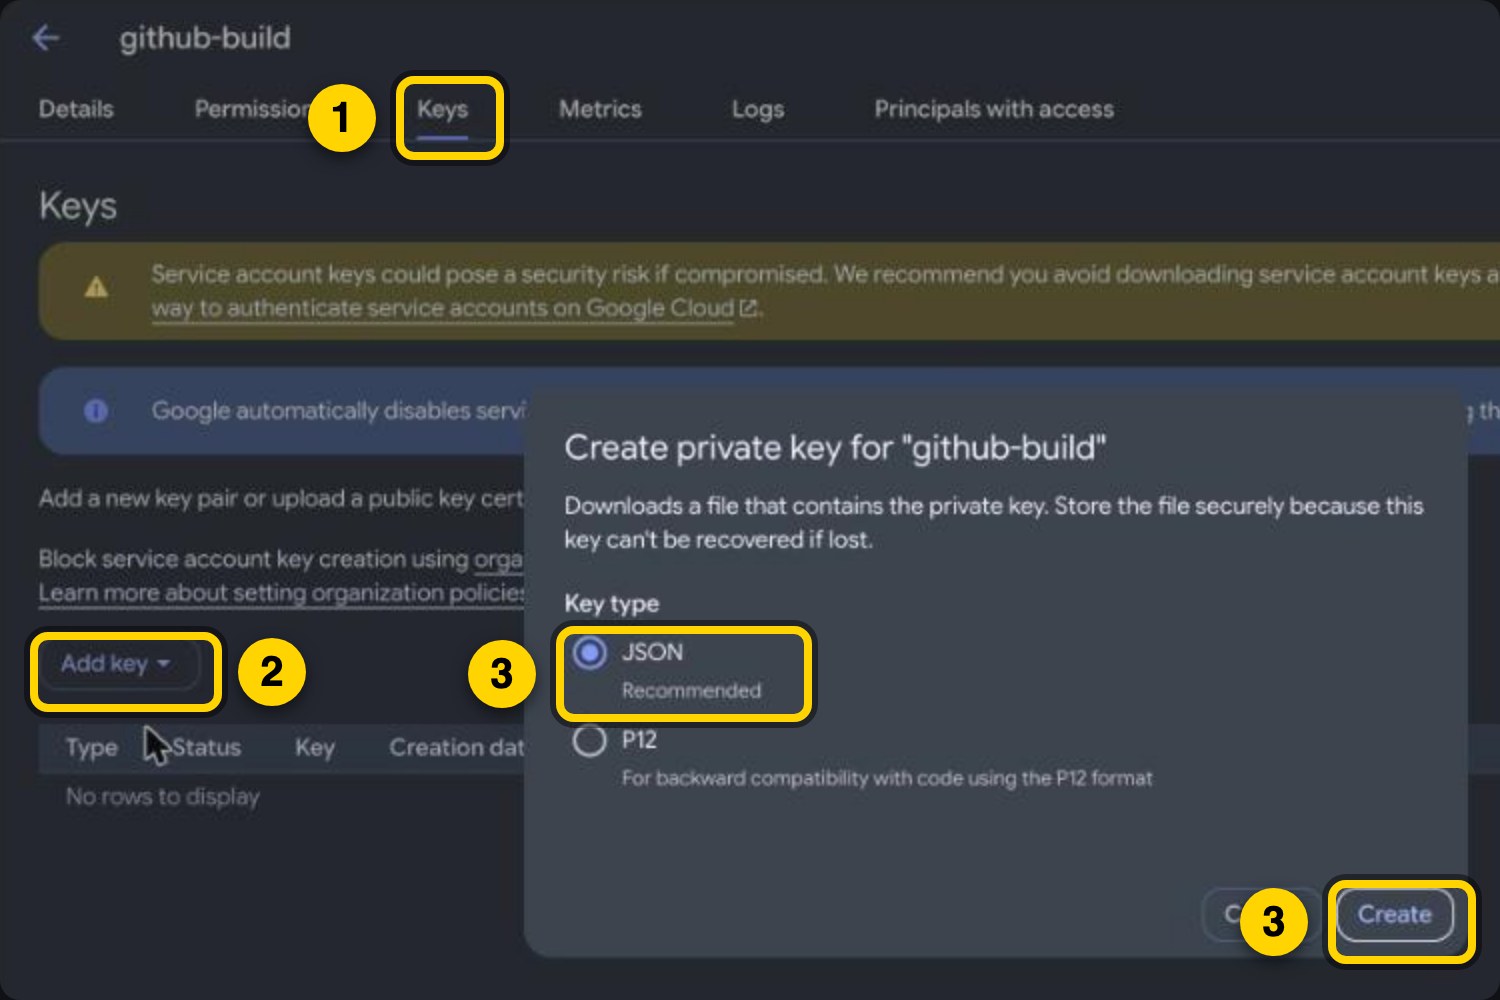 github-build
Details Permission 1 Keys Metrics Logs Principals with access
Keys
Service account keys could pose a security risk if compromised. We recommend you avoid downloading service account keys a
way to authenticate service accounts on Google Cloud
Google automatically disables servi
g th
Add a new key pair or upload a public key cert
Block service account key creation using orga
Learn more about setting organization policies
Add key 2
Type Status Key Creation dat
No rows to display
Create private key for "github-build"
Downloads a file that contains the private key. Store the file securely because this
key can't be recovered if lost.
Key type
3 JSON
Recommended
P12
For backward compatibility with code using the P12 format
C 3 Create